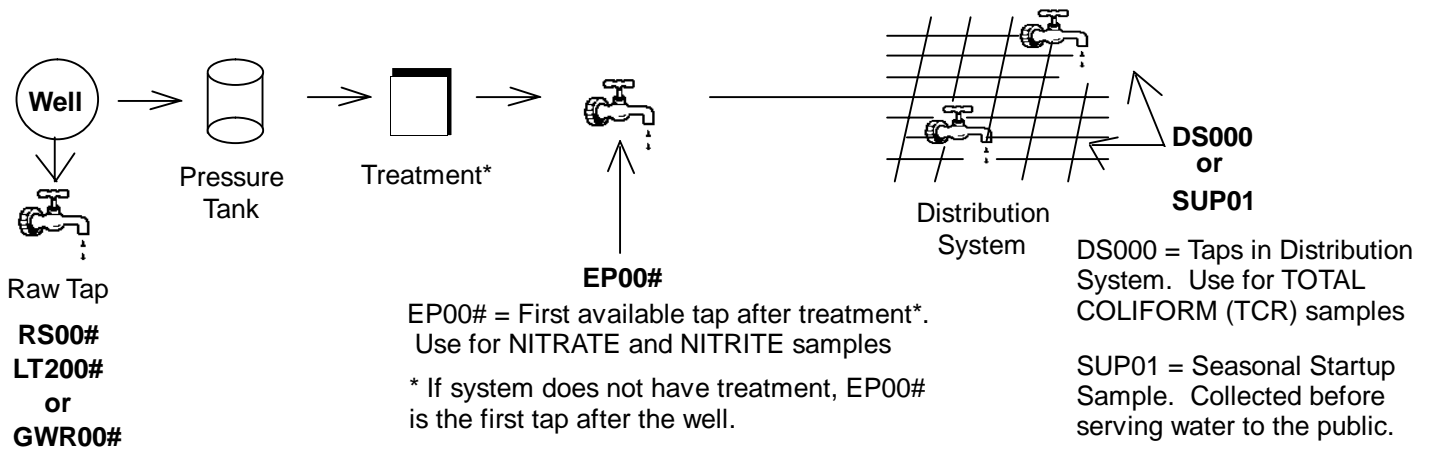 Well
Raw Tap
RS00#
LT200#
or
GWR00#
Pressure
Tank
Treatment*
EP00#
EP00# = First available tap after treatment*.
Use for NITRATE and NITRITE samples
* If system does not have treatment, EP00#
is the first tap after the well.
Distribution
System
DS000
or
SUP01
DS000 = Taps in Distribution
System. Use for TOTAL
COLIFORM (TCR) samples
SUP01 = Seasonal Startup
Sample. Collected before
serving water to the public.